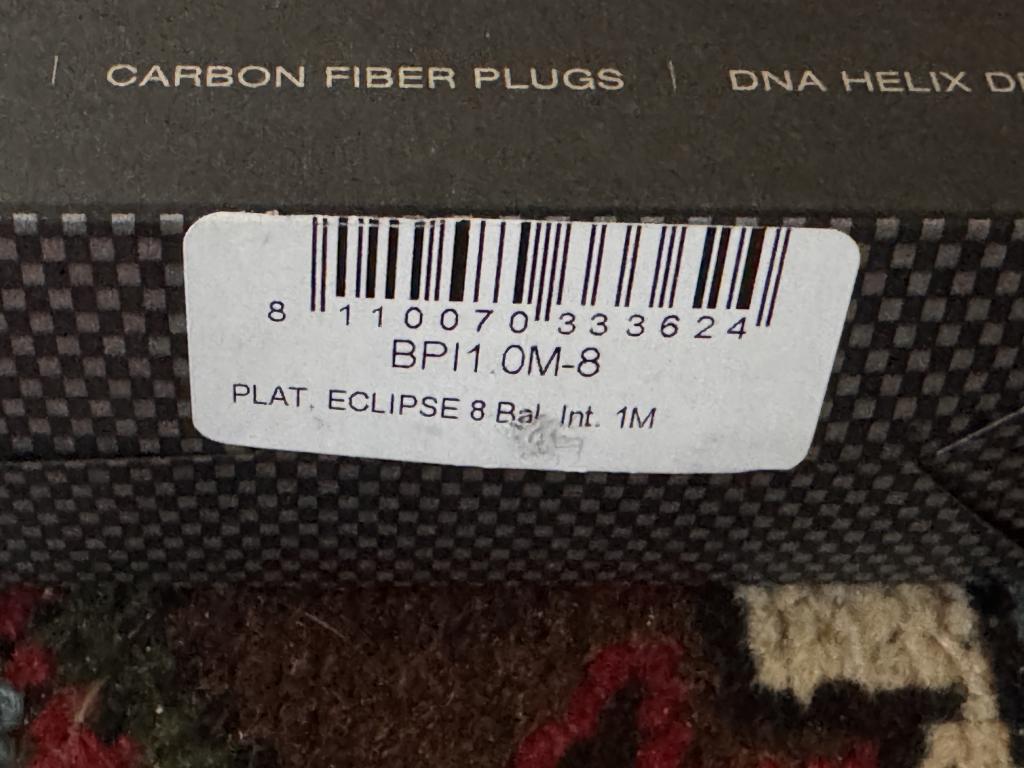 | CARBON FIBER PLUGS | DNA HELIX
8 110070 333624
BPI1.0M-8
PLAT. ECLIPSE 8 Bal. Int. 1M